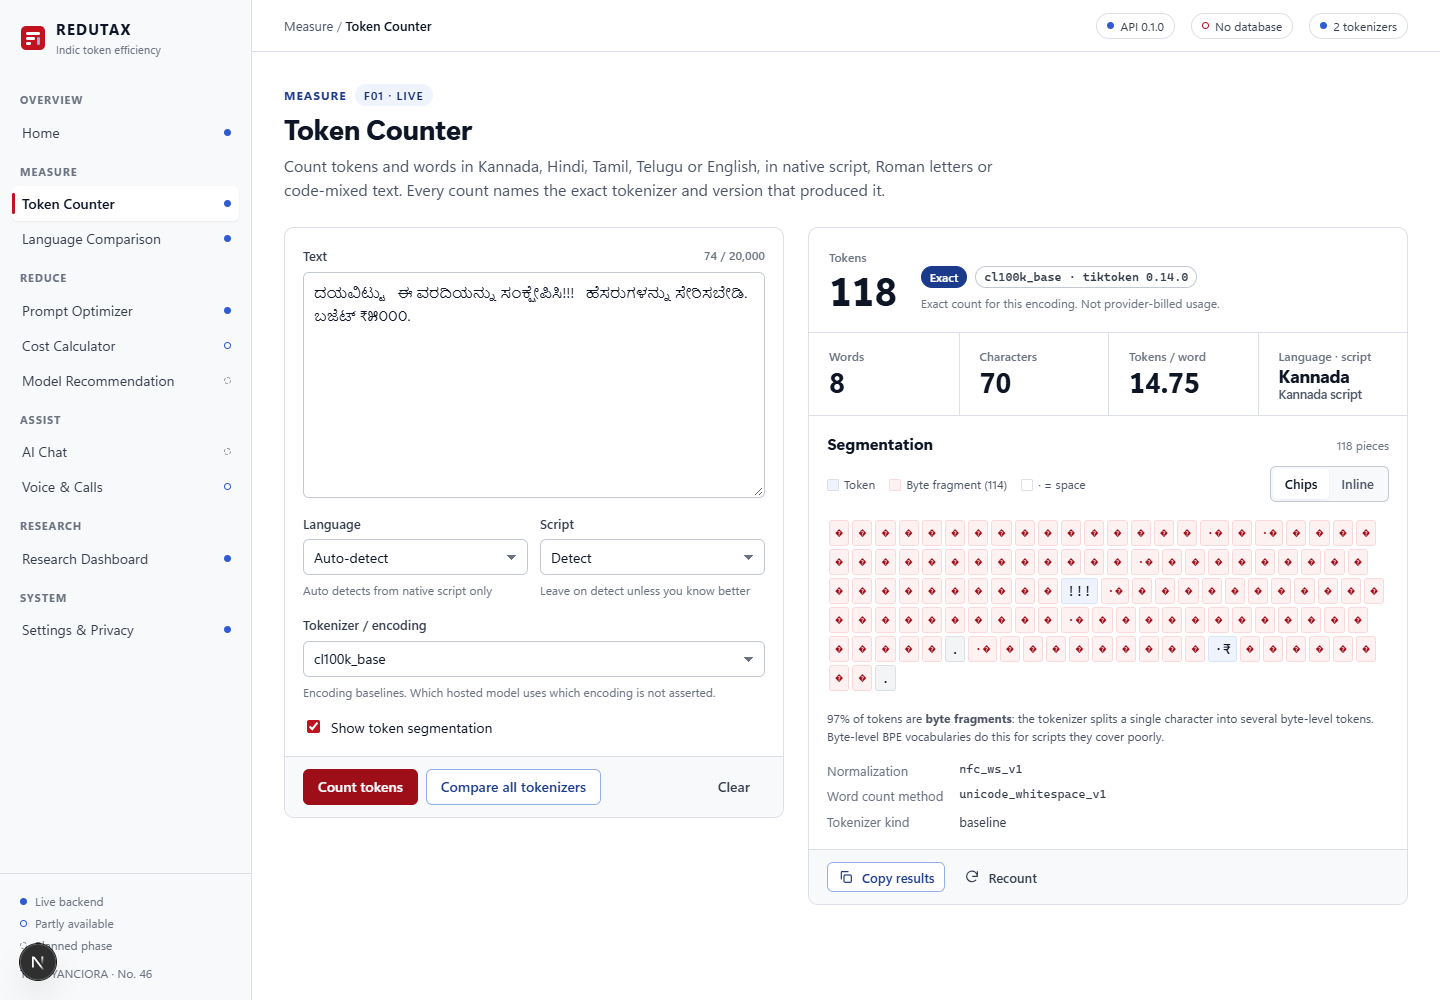 REDUTAX
Indic token efficiency
OVERVIEW
Home
MEASURE
Token Counter
Language Comparison
REDUCE
Prompt Optimizer
Cost Calculator
Model Recommendation
ASSIST
AI Chat
Voice & Calls
RESEARCH
Research Dashboard
SYSTEM
Settings & Privacy
Live backend
Partly available
N
YANCIORA · No. 46
Measure / Token Counter
API 0.1.0
No database
2 tokenizers
MEASURE F01 · LIVE
Token Counter
Count tokens and words in Kannada, Hindi, Tamil, Telugu or English, in native script, Roman letters or
code-mixed text. Every count names the exact tokenizer and version that produced it.
Text 74 / 20,000
ದಯವಿಟ್ಟು ಈ ವರದಿಯನ್ನು ಸಂಕ್ಷೇಪಿಸಿ!!! ಹೆಸರುಗಳನ್ನು ಸೇರಿಸಬೇಡಿ.
ಬಜೆಟ್ ₹೫೦೦೦.
Language Script
Auto-detect Detect
Auto detects from native script only Leave on detect unless you know better
Tokenizer / encoding
cl100k_base
Encoding baselines. Which hosted model uses which encoding is not asserted.
Show token segmentation
Count tokens Compare all tokenizers Clear
Tokens
118 Exact cl100k_base · tiktoken 0.14.0
Exact count for this encoding. Not provider-billed usage.
Words Characters Tokens / word Language · script
8 70 14.75 Kannada
Kannada script
Segmentation 118 pieces
Token Byte fragment (114) · = space Chips Inline
!!!
. ·₹
.
97% of tokens are byte fragments: the tokenizer splits a single character into several byte-level tokens.
Byte-level BPE vocabularies do this for scripts they cover poorly.
Normalization nfc_ws_v1
Word count method unicode_whitespace_v1
Tokenizer kind baseline
Copy results Recount